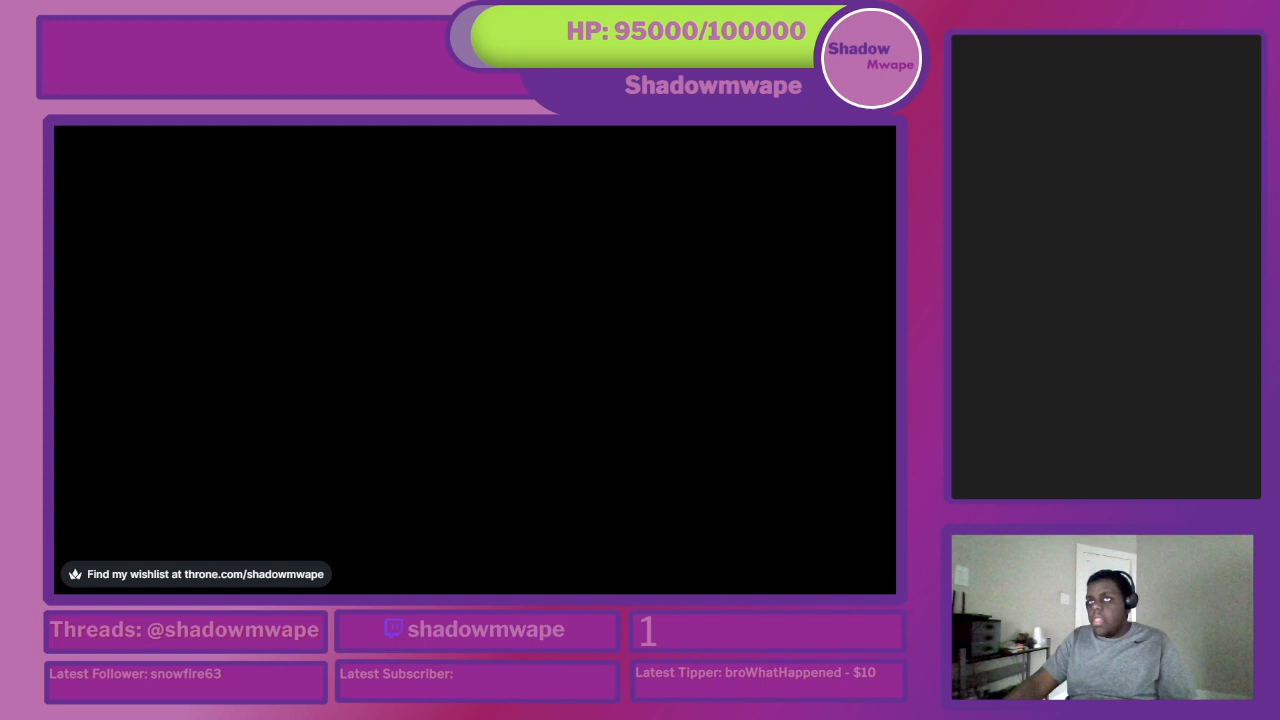 HP: 95000/100000
Shadow
Mwape
Shadowmwape
Find my wishlist at throne.com/shadowmwape
Threads: @shadowmwape
shadowmwape
1
Latest Follower: snowfire63
Latest Subscriber:
Latest Tipper: broWhatHappened - $10